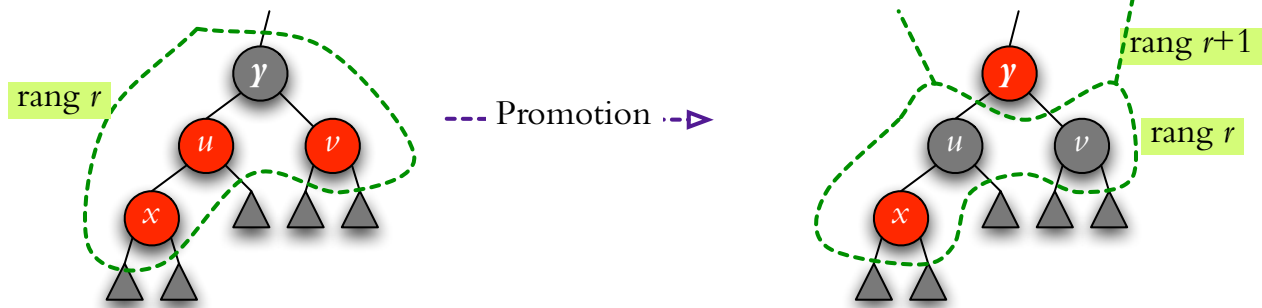 rang r
y
u
v
x
Promotion
rang r+1
rang r
y
u
v
x